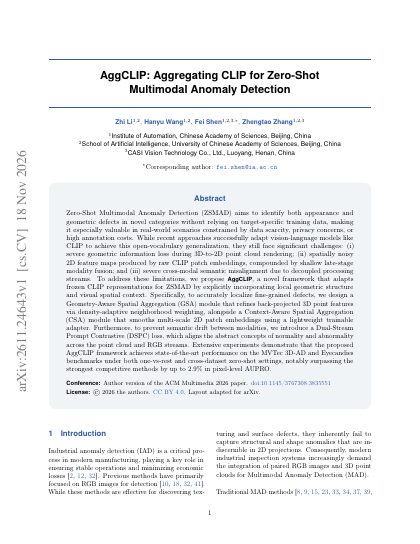 AggCLIP: Aggregating CLIP for Zero-Shot
Multimodal Anomaly Detection
Zhi Li1,2, Hanyu Wang1,2, Fei Shen1,2,3,*, Zhengtao Zhang1,2,3
1Institute of Automation, Chinese Academy of Sciences, Beijing, China
2School of Artificial Intelligence, University of Chinese Academy of Sciences, Beijing, China
3CASI Vision Technology Co., Ltd., Luoyang, Henan, China
*Corresponding author: fei.shen@ia.ac.cn
arXiv:2611.24643v1 [cs.CV] 18 Nov 2026
Abstract
Zero-Shot Multimodal Anomaly Detection (ZSMAD) aims to identify both appearance and
geometric defects in novel categories without relying on target-specific training data, mak-
ing it especially valuable in real-world scenarios constrained by data scarcity, privacy concerns, or
high annotation costs. While recent approaches successfully adapt vision-language models like
CLIP to achieve this open-vocabulary generalization, they still face significant challenges: (i)
severe geometric information loss during 3D-to-2D point cloud rendering; (ii) spatially noisy
2D feature maps produced by raw CLIP patch embeddings, compounded by shallow late-stage
modality fusion; and (iii) severe cross-modal semantic misalignment due to decoupled processing
streams. To address these limitations, we propose AggCLIP, a novel framework that adapts
frozen CLIP representations for ZSMAD by explicitly incorporating local geometric structure
and visual spatial context. Specifically, to accurately localize fine-grained defects, we design a
Geometry-Aware Spatial Aggregation (GSA) module that refines back-projected 3D point features
via density-adaptive neighborhood weighting, alongside a Context-Aware Spatial Aggregation
(CSA) module that smooths multi-scale 2D patch embeddings using a lightweight trainable
adapter. Furthermore, to prevent semantic drift between modalities, we introduce a Dual-Stream
Prompt Contrastive (DSPC) loss, which aligns the abstract concepts of normality and abnormality
across the point cloud and RGB streams. Extensive experiments demonstrate that the proposed
AggCLIP framework achieves state-of-the-art performance on the MVTec 3D-AD and Eyecandies
benchmarks under both one-vs-rest and cross-dataset zero-shot settings, notably surpassing the
strongest competitive methods by up to 2.9% in pixel-level AUPRO.
Conference: Author version of the ACM Multimedia 2026 paper. doi:10.1145/3767308.3835551
License: © 2026 the authors. CC BY 4.0. Layout adapted for arXiv.
1 Introduction
Industrial anomaly detection (IAD) is a critical pro-
cess in modern manufacturing, playing a key role in
ensuring stable operations and minimizing economic
losses [2, 12, 32]. Previous methods have primarily
focused on RGB images for detection [10, 18, 32, 41].
While these methods are effective for discovering tex-
turing and surface defects, they inherently fail to
capture structural and shape anomalies that are in-
discernible in 2D projections. Consequently, modern
industrial inspection systems increasingly demand
the integration of paired RGB images and 3D point
clouds for Multimodal Anomaly Detection (MAD).
Traditional MAD methods [8, 9, 15, 23, 33, 34, 37, 39,
1